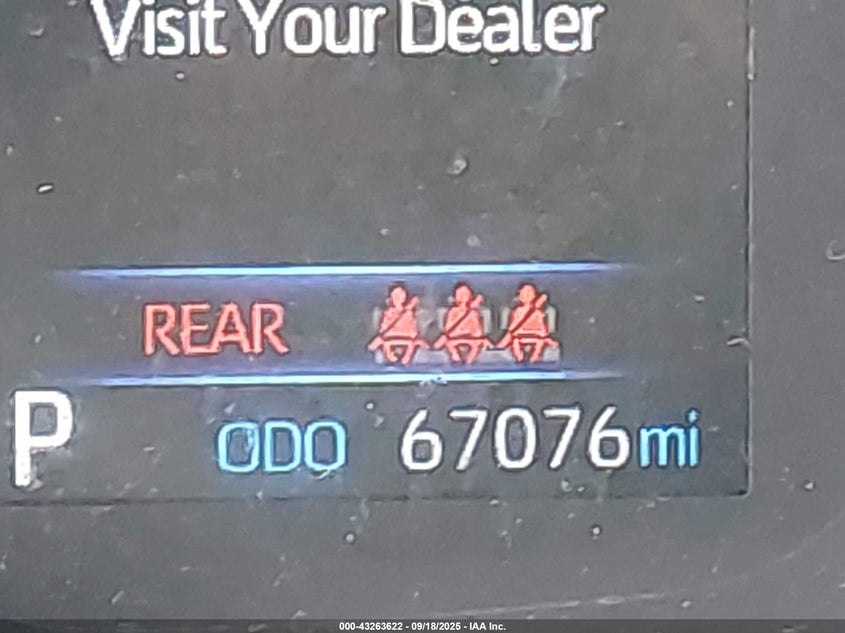 Visit Your Dealer
REAR
P ODO 67076mi
000-43263622 - 09/18/2025 - IAA Inc.